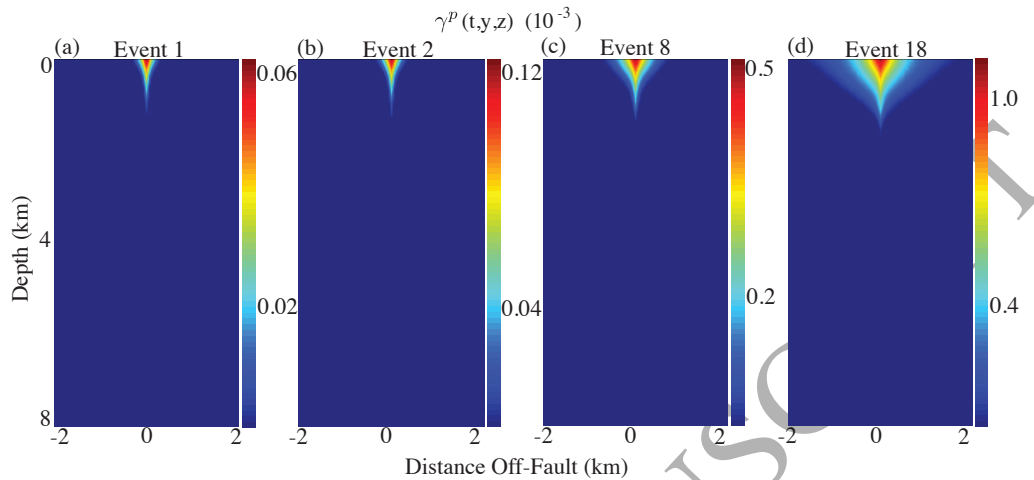 γᵖ (t,y,z) (10⁻³)
(a) Event 1 (b) Event 2 (c) Event 8 (d) Event 18
0 0.06 0.12 0.5 1.0
Depth (km)
4
0.02 0.04 0.2 0.4
8
-2 0 2 -2 0 2 -2 0 2 -2 0 2
Distance Off-Fault (km)